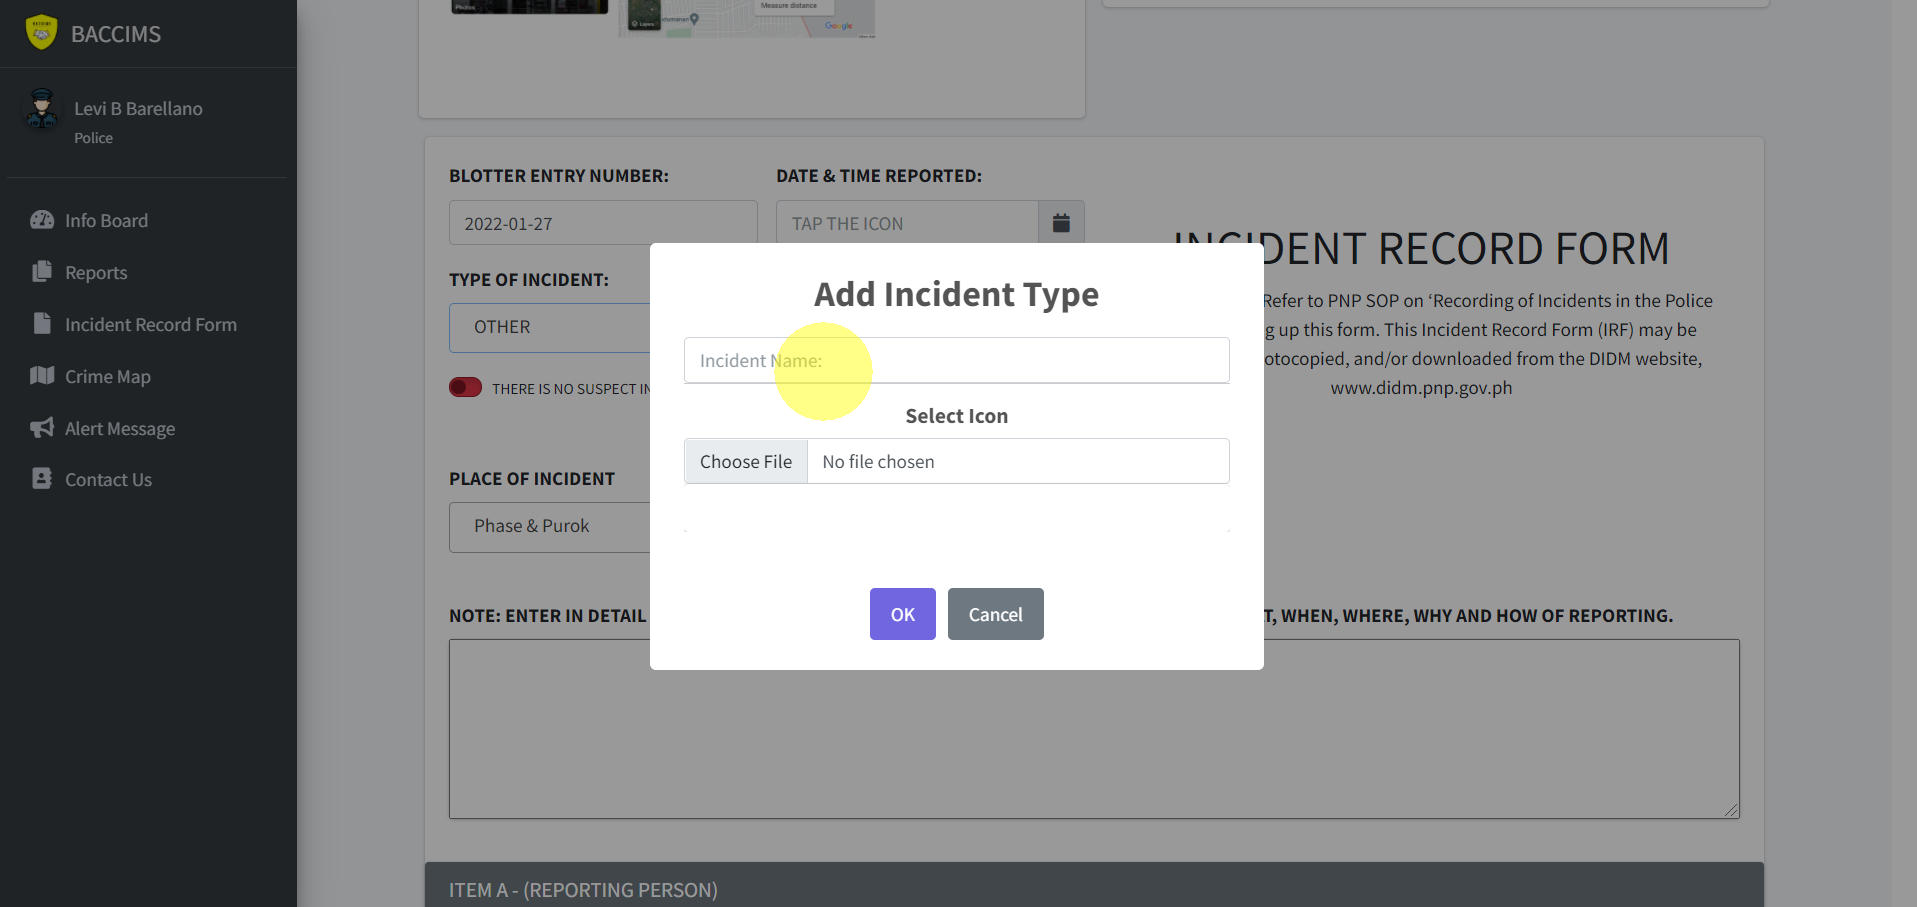 BACCIMS
Levi B Barellano
Police
Info Board
Reports
Incident Record Form
Crime Map
Alert Message
Contact Us
Photos
Layers
Measure distance
Google
BLOTTER ENTRY NUMBER:
DATE & TIME REPORTED:
2022-01-27
TAP THE ICON
INCIDENT RECORD FORM
TYPE OF INCIDENT:
OTHER
THERE IS NO SUSPECT IN
Refer to PNP SOP on ‘Recording of Incidents in the Police
g up this form. This Incident Record Form (IRF) may be
otocopied, and/or downloaded from the DIDM website,
www.didm.pnp.gov.ph
Add Incident Type
Incident Name:
Select Icon
Choose File No file chosen
OK
Cancel
PLACE OF INCIDENT
Phase & Purok
NOTE: ENTER IN DETAIL
T, WHEN, WHERE, WHY AND HOW OF REPORTING.
ITEM A - (REPORTING PERSON)